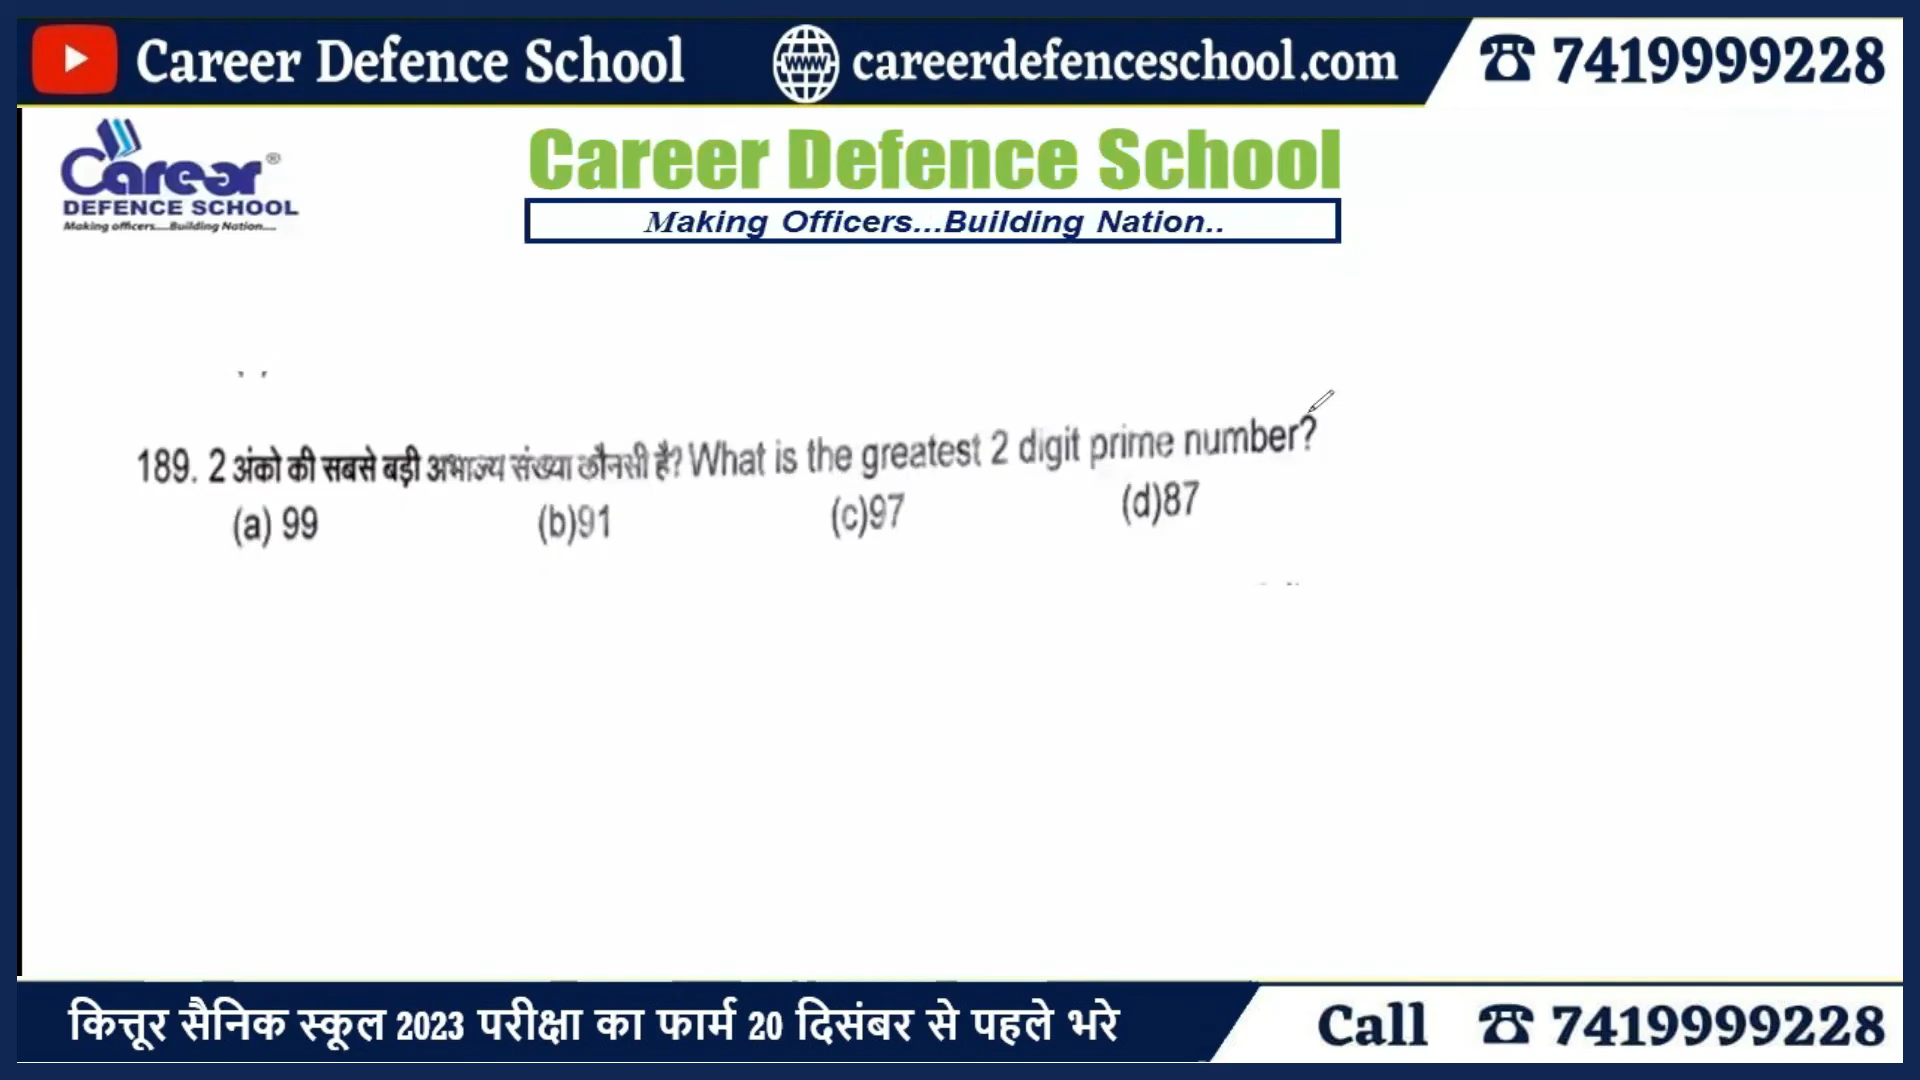 Career Defence School www careerdefenceschool.com ☎ 7419999228
Carear®
DEFENCE SCHOOL
Making officers....Building Nation....
Career Defence School
Making Officers...Building Nation..
189. 2 अंको की सबसे बड़ी अभाज्य संख्या कौनसी है? What is the greatest 2 digit prime number?
(a) 99 (b)91 (c)97 (d)87
कित्तूर सैनिक स्कूल 2023 परीक्षा का फार्म 20 दिसंबर से पहले भरे Call ☎ 7419999228